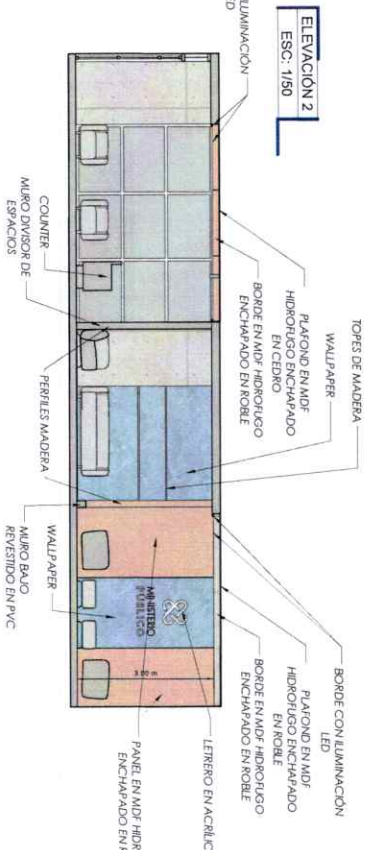 ELEVACIÓN 2
ESC: 1/50
ILUMINACIÓN
TOPES DE MADERA
WALLPAPER
PLAFOND EN MDF
HIDROFUGO ENCHAPADO
EN CEDRO
BORDE EN MDF HIDROFUGO
ENCHAPADO EN ROBLE
BORDE CON ILUMINACIÓN
LED
PLAFOND EN MDF
HIDROFUGO ENCHAPADO
EN ROBLE
BORDE EN MDF HIDROFUGO
ENCHAPADO EN ROBLE
LETRERO EN ACRÍLIC
PANEL EN MDF HIDR
ENCHAPADO EN
MINISTERIO
PÚBLICO
3.00 m
COUNTER
MURO DIVISOR DE
ESPACIOS
PERFILES MADERA
WALLPAPER
MURO BAJO
REVESTIDO EN PVC